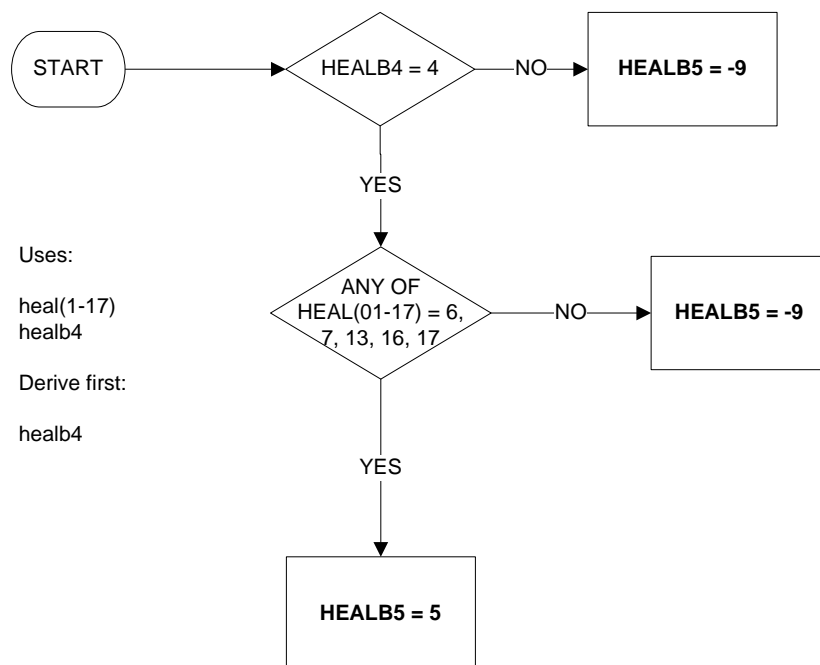 START
HEALB4 = 4
NO
HEALB5 = -9
YES
Uses:
heal(1-17)
healb4
Derive first:
healb4
ANY OF
HEAL(01-17) = 6,
7, 13, 16, 17
NO
HEALB5 = -9
YES
HEALB5 = 5